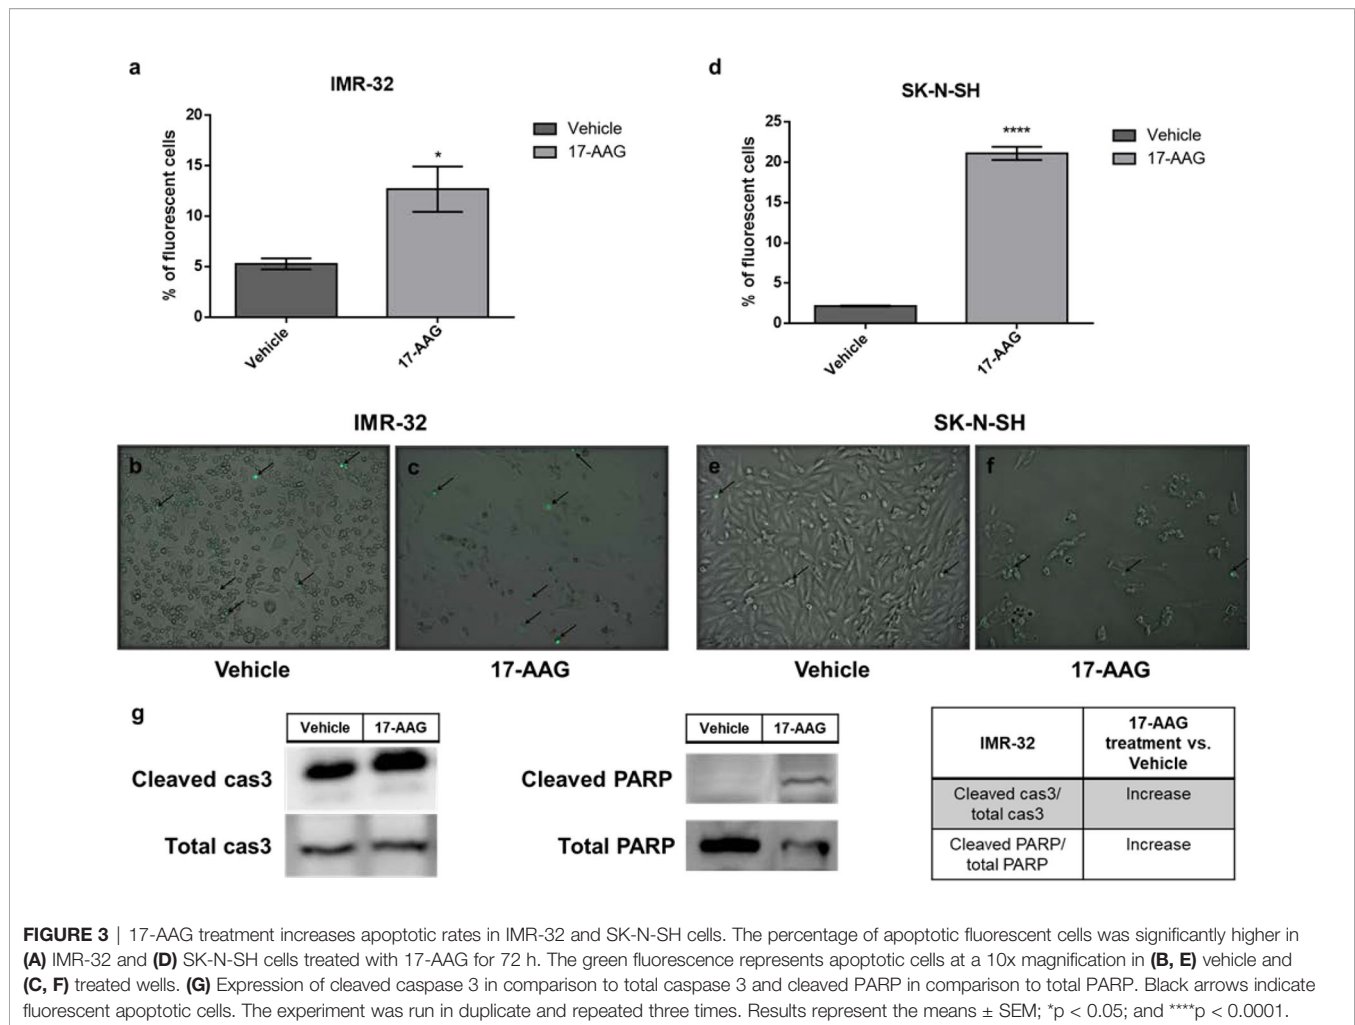 a
IMR-32
20
15
10
5
0
% of fluorescent cells
*
Vehicle
17-AAG
Vehicle
17-AAG
d
SK-N-SH
25
20
15
10
5
0
% of fluorescent cells
****
Vehicle
17-AAG
Vehicle
17-AAG
IMR-32
SK-N-SH
b
c
e
f
Vehicle
17-AAG
Vehicle
17-AAG
g
Vehicle 17-AAG
Cleaved cas3
Total cas3
Vehicle 17-AAG
Cleaved PARP
Total PARP
IMR-32
17-AAG
treatment vs.
Vehicle
Cleaved cas3/
total cas3
Increase
Cleaved PARP/
total PARP
Increase
FIGURE 3 | 17-AAG treatment increases apoptotic rates in IMR-32 and SK-N-SH cells. The percentage of apoptotic fluorescent cells was significantly higher in
(A) IMR-32 and (D) SK-N-SH cells treated with 17-AAG for 72 h. The green fluorescence represents apoptotic cells at a 10x magnification in (B, E) vehicle and
(C, F) treated wells. (G) Expression of cleaved caspase 3 in comparison to total caspase 3 and cleaved PARP in comparison to total PARP. Black arrows indicate
fluorescent apoptotic cells. The experiment was run in duplicate and repeated three times. Results represent the means ± SEM; *p < 0.05; and ****p < 0.0001.